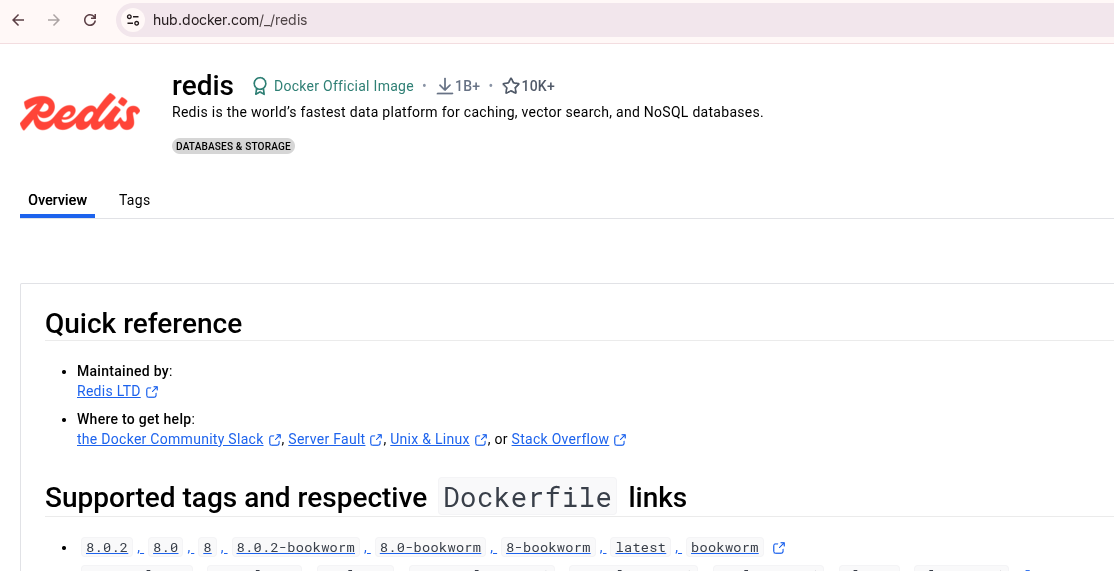 hub.docker.com/_/redis
Redis
redis Docker Official Image • 1B+ • 10K+
Redis is the world’s fastest data platform for caching, vector search, and NoSQL databases.
DATABASES & STORAGE
Overview Tags
Quick reference
• Maintained by:
Redis LTD
• Where to get help:
the Docker Community Slack, Server Fault, Unix & Linux, or Stack Overflow
Supported tags and respective Dockerfile links
• 8.0.2, 8.0, 8, 8.0.2-bookworm, 8.0-bookworm, 8-bookworm, latest, bookworm